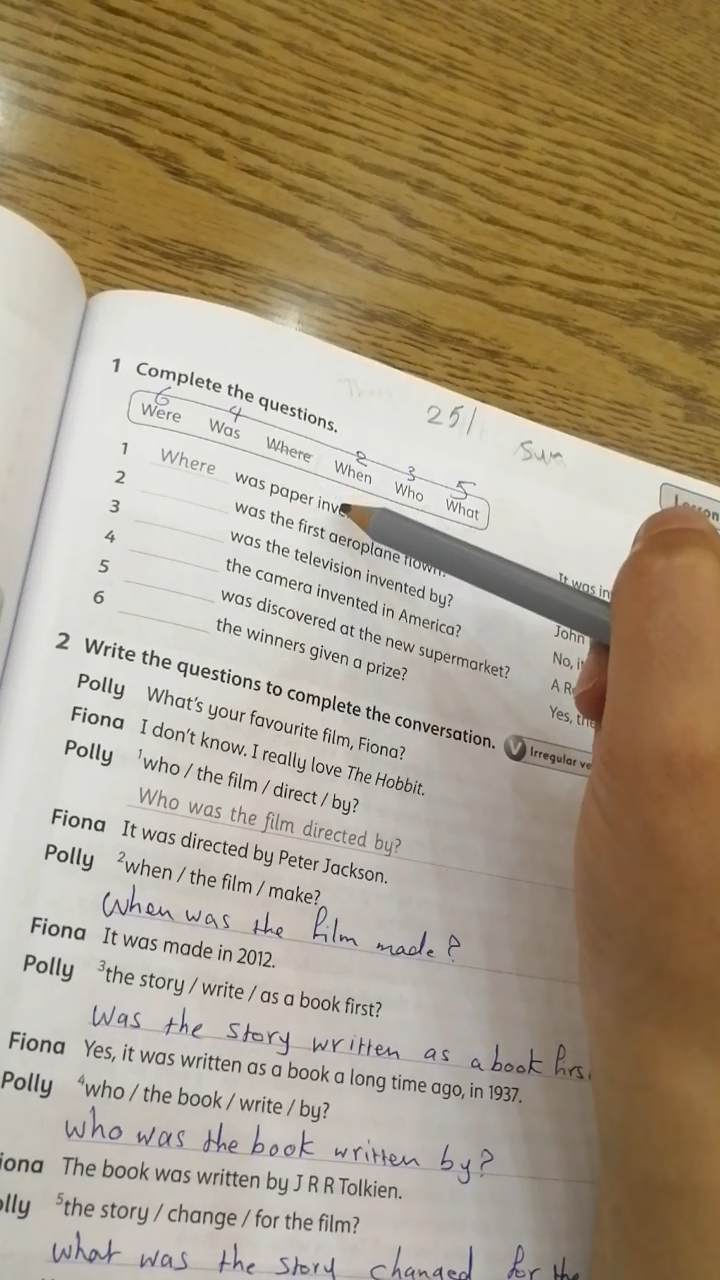 1 Complete the questions.
25/ Sun
6 4 2 3 5
Were Was Where When Who What
Lesson
1 Where was paper inve
2 was the first aeroplane flown?
3 was the television invented by?
4 the camera invented in America?
5 was discovered at the new supermarket?
6 the winners given a prize?
It was in
John
No, it
A R
Yes, the
2 Write the questions to complete the conversation.
V Irregular ve
Polly What's your favourite film, Fiona?
Fiona I don't know. I really love The Hobbit.
Polly 1who / the film / direct / by?
Who was the film directed by?
Fiona It was directed by Peter Jackson.
Polly 2when / the film / make?
When was the film made?
Fiona It was made in 2012.
Polly 3the story / write / as a book first?
Was the story written as a book firs
Fiona Yes, it was written as a book a long time ago, in 1937.
Polly 4who / the book / write / by?
who was the book written by?
iona The book was written by J R R Tolkien.
olly 5the story / change / for the film?
what was the story changed for the